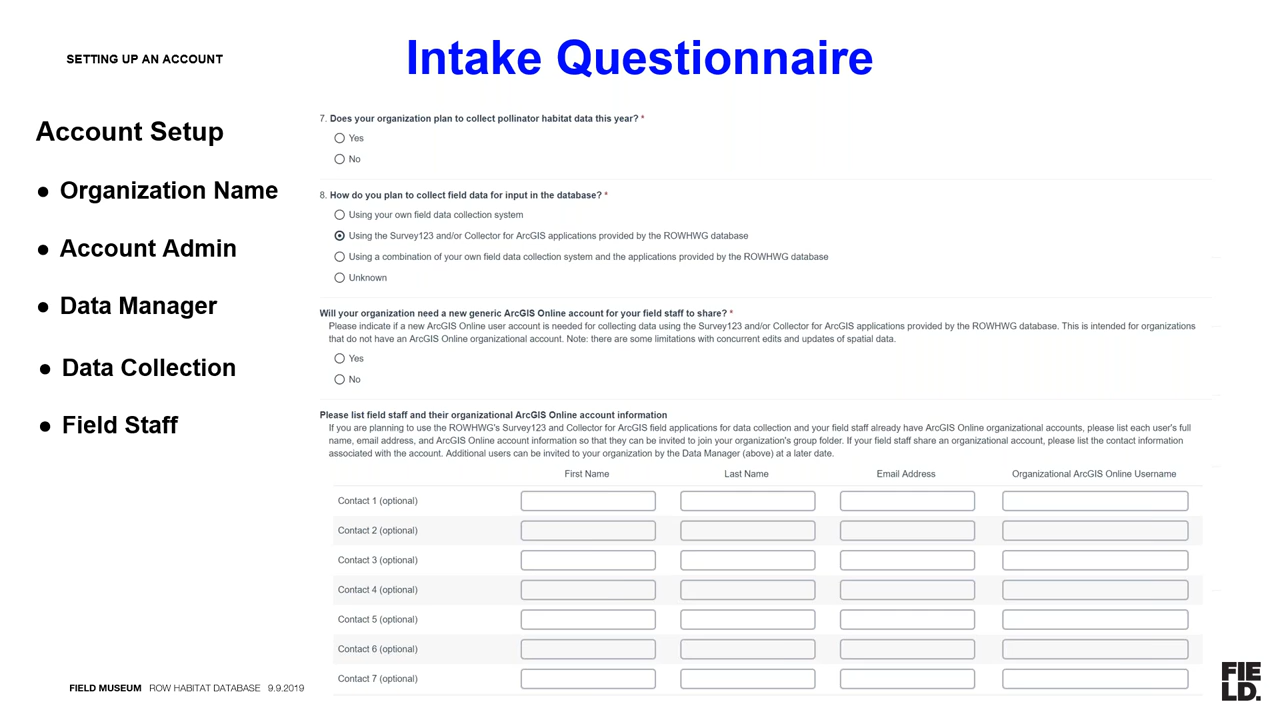 SETTING UP AN ACCOUNT
Intake Questionnaire
Account Setup
● Organization Name
● Account Admin
● Data Manager
● Data Collection
● Field Staff
7. Does your organization plan to collect pollinator habitat data this year? *
Yes
No
8. How do you plan to collect field data for input in the database? *
Using your own field data collection system
Using the Survey123 and/or Collector for ArcGIS applications provided by the ROWHWG database
Using a combination of your own field data collection system and the applications provided by the ROWHWG database
Unknown
Will your organization need a new generic ArcGIS Online account for your field staff to share? *
Please indicate if a new ArcGIS Online user account is needed for collecting data using the Survey123 and/or Collector for ArcGIS applications provided by the ROWHWG database. This is intended for organizations
that do not have an ArcGIS Online organizational account. Note: there are some limitations with concurrent edits and updates of spatial data.
Yes
No
Please list field staff and their organizational ArcGIS Online account information
If you are planning to use the ROWHWG's Survey123 and Collector for ArcGIS field applications for data collection and your field staff already have ArcGIS Online organizational accounts, please list each user's full
name, email address, and ArcGIS Online account information so that they can be invited to join your organization's group folder. If your field staff share an organizational account, please list the contact information
associated with the account. Additional users can be invited to your organization by the Data Manager (above) at a later date.
First Name Last Name Email Address Organizational ArcGIS Online Username
Contact 1 (optional)
Contact 2 (optional)
Contact 3 (optional)
Contact 4 (optional)
Contact 5 (optional)
Contact 6 (optional)
Contact 7 (optional)
FIELD MUSEUM ROW HABITAT DATABASE 9.9.2019
FIE
LD.